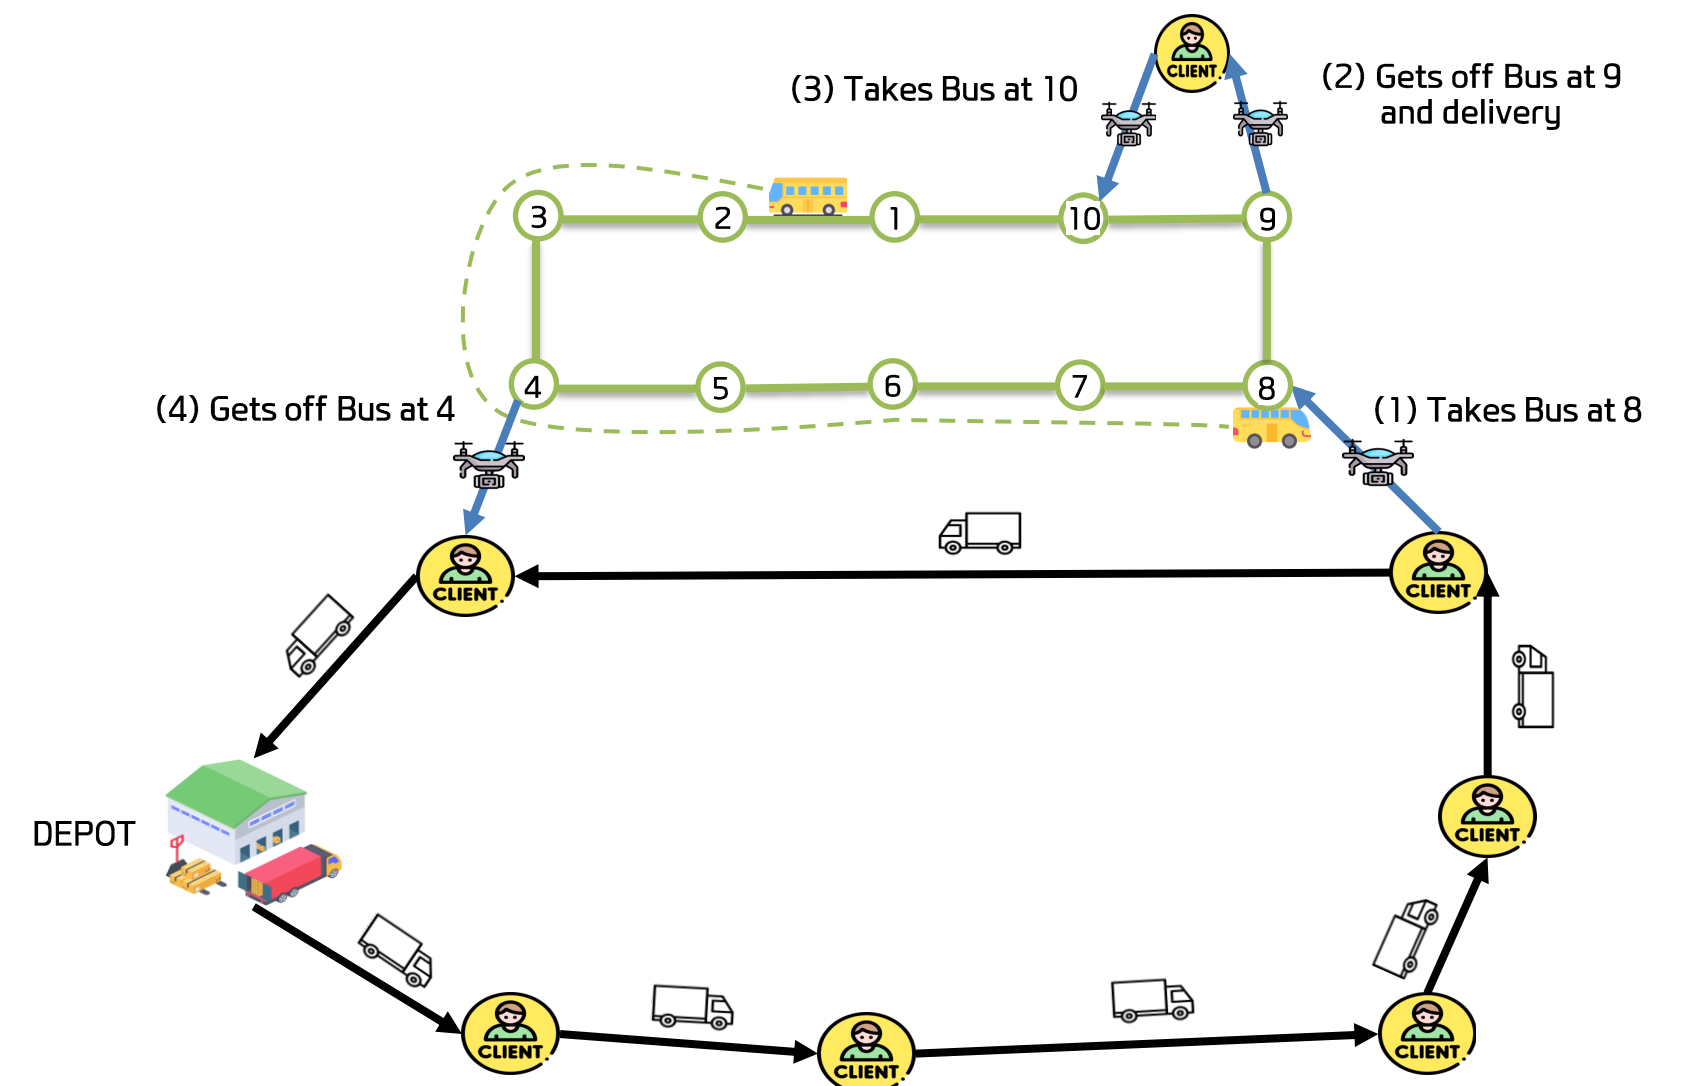 CLIENT.
(3) Takes Bus at 10
(2) Gets off Bus at 9
and delivery
3
2
1
10
9
4
5
6
7
8
(4) Gets off Bus at 4
(1) Takes Bus at 8
CLIENT.
CLIENT.
DEPOT
CLIENT.
CLIENT.
CLIENT.
CLIENT.